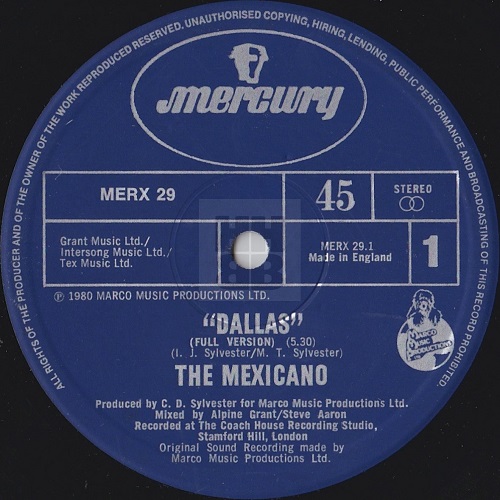 ALL RIGHTS OF THE PRODUCER AND OF THE OWNER OF THE WORK REPRODUCED RESERVED. UNAUTHORISED COPYING, HIRING, LENDING, PUBLIC PERFORMANCE AND BROADCASTING OF THIS RECORD PROHIBITED.
mercury
MERX 29
45
STEREO
Grant Music Ltd./
Intersong Music Ltd./
Tex Music Ltd.
MERX 29.1
Made in England
1
Ⓟ 1980 MARCO MUSIC PRODUCTIONS LTD.
"DALLAS"
(FULL VERSION) (5.30)
(I. J. Sylvester/M. T. Sylvester)
THE MEXICANO
MARCO
MUSIC
PRODUCTIONS
Produced by C. D. Sylvester for Marco Music Productions Ltd.
Mixed by Alpine Grant/Steve Aaron
Recorded at The Coach House Recording Studio,
Stamford Hill, London
Original Sound Recording made by
Marco Music Productions Ltd.